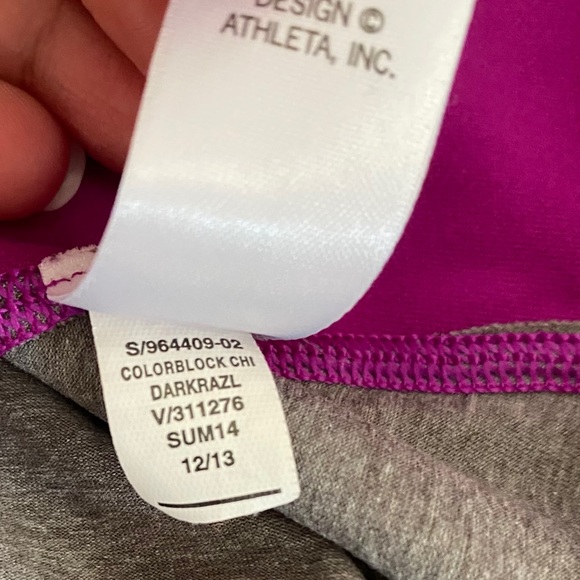 DESIGN ©
ATHLETA, INC.
S/964409-02
COLORBLOCK CHI
DARKRAZL
V/311276
SUM14
12/13